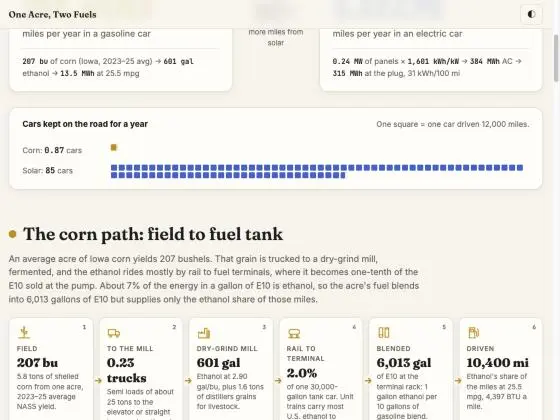 One Acre, Two Fuels
miles per year in a gasoline car
more miles from
solar
miles per year in an electric car
207 bu of corn (Iowa, 2023–25 avg) → 601 gal
ethanol → 13.5 MWh at 25.5 mpg
0.24 MW of panels × 1,601 kWh/kW → 384 MWh AC →
315 MWh at the plug, 31 kWh/100 mi
Cars kept on the road for a year
One square = one car driven 12,000 miles.
Corn: 0.87 cars
Solar: 85 cars
The corn path: field to fuel tank
An average acre of Iowa corn yields 207 bushels. That grain is trucked to a dry-grind mill,
fermented, and the ethanol rides mostly by rail to fuel terminals, where it becomes one-tenth of the
E10 sold at the pump. About 7% of the energy in a gallon of E10 is ethanol, so the acre's fuel blends
into 6,013 gallons of E10 but supplies only the ethanol share of those miles.
1
FIELD
207 bu
5.8 tons of shelled
corn from one acre,
2023–25 average
NASS yield.
2
TO THE MILL
0.23
trucks
Semi loads of about
25 tons to the
elevator or straight
3
DRY-GRIND MILL
601 gal
Ethanol at 2.90
gal/bu, plus 1.6 tons
of distillers grains
for livestock.
4
RAIL TO
TERMINAL
2.0%
of one 30,000-
gallon tank car. Unit
trains carry most
U.S. ethanol to
5
BLENDED
6,013 gal
of E10 at the
terminal rack: 1
gallon ethanol per
10 gallons of
gasoline blend.
6
DRIVEN
10,400 mi
Ethanol's share of
the miles at 25.5
mpg, 4,397 BTU a
mile.